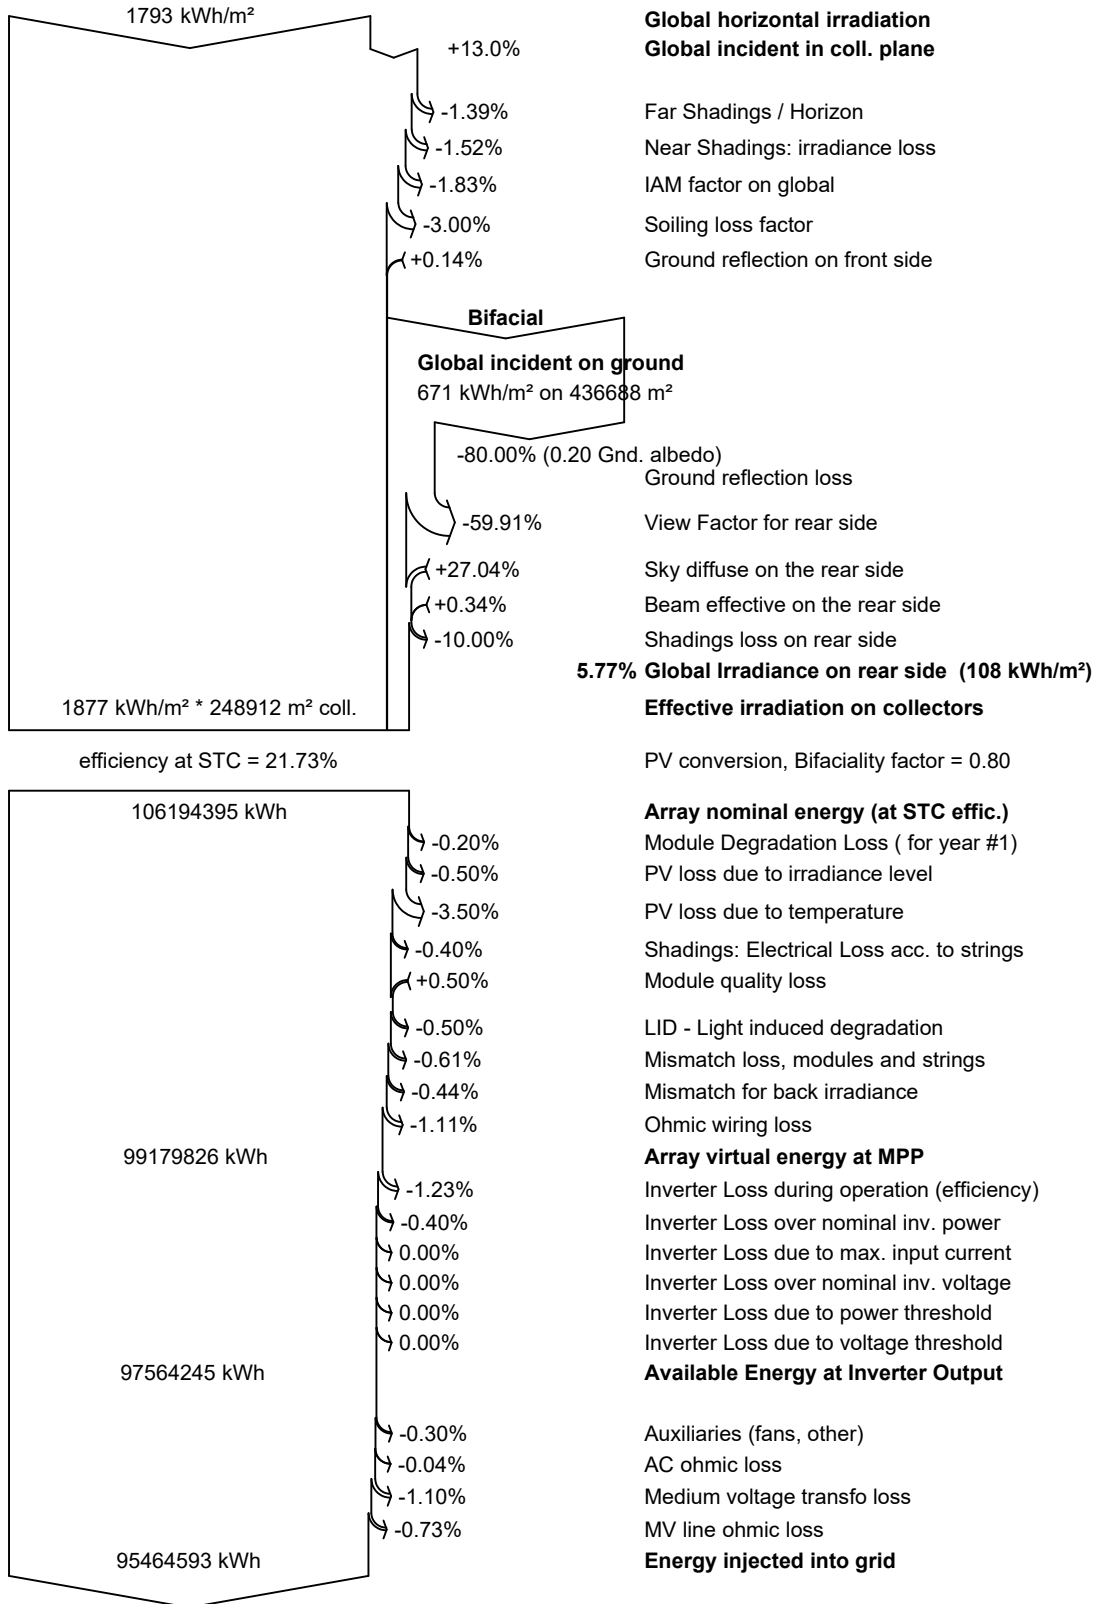 1793 kWh/m² Global horizontal irradiation
+13.0% Global incident in coll. plane
-1.39% Far Shadings / Horizon
-1.52% Near Shadings: irradiance loss
-1.83% IAM factor on global
-3.00% Soiling loss factor
+0.14% Ground reflection on front side
Bifacial
Global incident on ground
671 kWh/m² on 436688 m²
-80.00% (0.20 Gnd. albedo)
Ground reflection loss
-59.91% View Factor for rear side
+27.04% Sky diffuse on the rear side
+0.34% Beam effective on the rear side
-10.00% Shadings loss on rear side
5.77% Global Irradiance on rear side (108 kWh/m²)
1877 kWh/m² * 248912 m² coll. Effective irradiation on collectors
efficiency at STC = 21.73% PV conversion, Bifaciality factor = 0.80
106194395 kWh Array nominal energy (at STC effic.)
-0.20% Module Degradation Loss ( for year #1)
-0.50% PV loss due to irradiance level
-3.50% PV loss due to temperature
-0.40% Shadings: Electrical Loss acc. to strings
+0.50% Module quality loss
-0.50% LID - Light induced degradation
-0.61% Mismatch loss, modules and strings
-0.44% Mismatch for back irradiance
-1.11% Ohmic wiring loss
99179826 kWh Array virtual energy at MPP
-1.23% Inverter Loss during operation (efficiency)
-0.40% Inverter Loss over nominal inv. power
0.00% Inverter Loss due to max. input current
0.00% Inverter Loss over nominal inv. voltage
0.00% Inverter Loss due to power threshold
0.00% Inverter Loss due to voltage threshold
97564245 kWh Available Energy at Inverter Output
-0.30% Auxiliaries (fans, other)
-0.04% AC ohmic loss
-1.10% Medium voltage transfo loss
-0.73% MV line ohmic loss
95464593 kWh Energy injected into grid